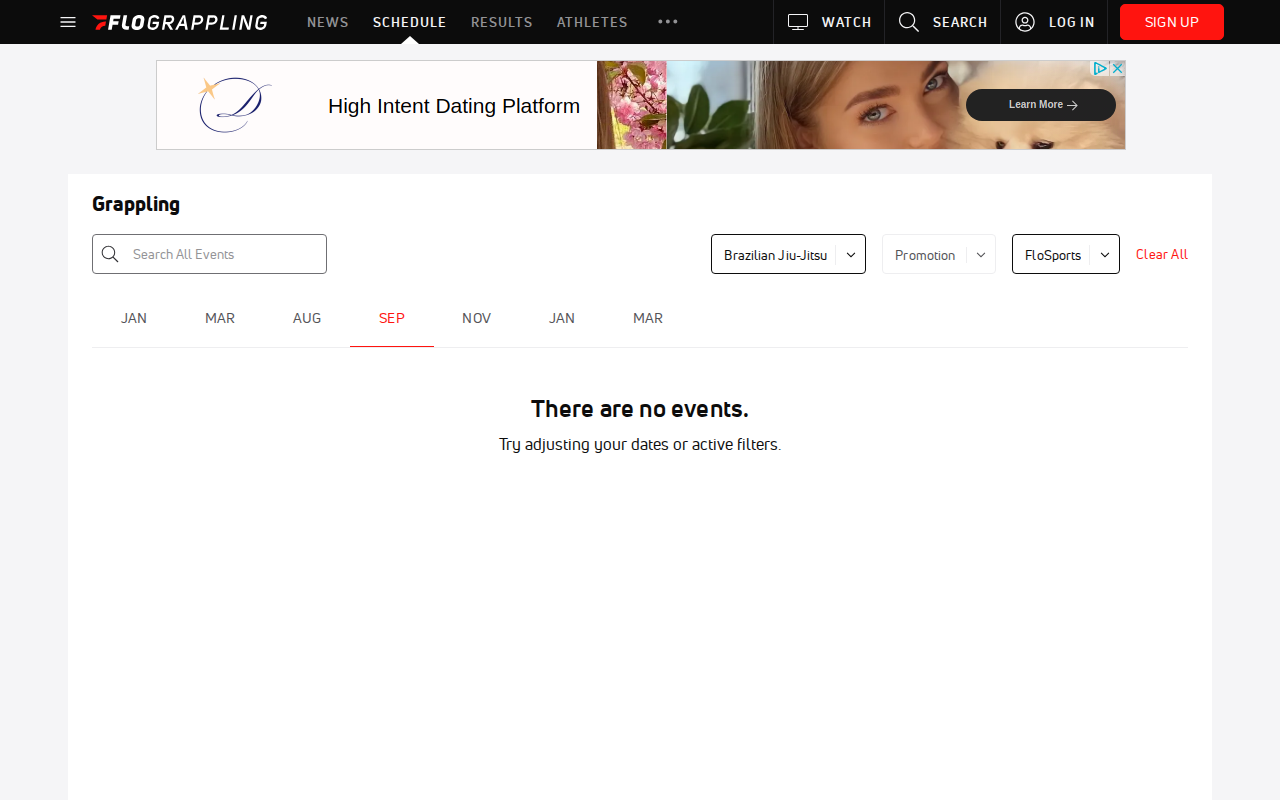 FLOGRAPPLING
NEWS
SCHEDULE
RESULTS
ATHLETES
WATCH
SEARCH
LOG IN
SIGN UP
High Intent Dating Platform
Learn More →
Grappling
Search All Events
Brazilian Jiu-Jitsu
Promotion
FloSports
Clear All
JAN
MAR
AUG
SEP
NOV
JAN
MAR
There are no events.
Try adjusting your dates or active filters.